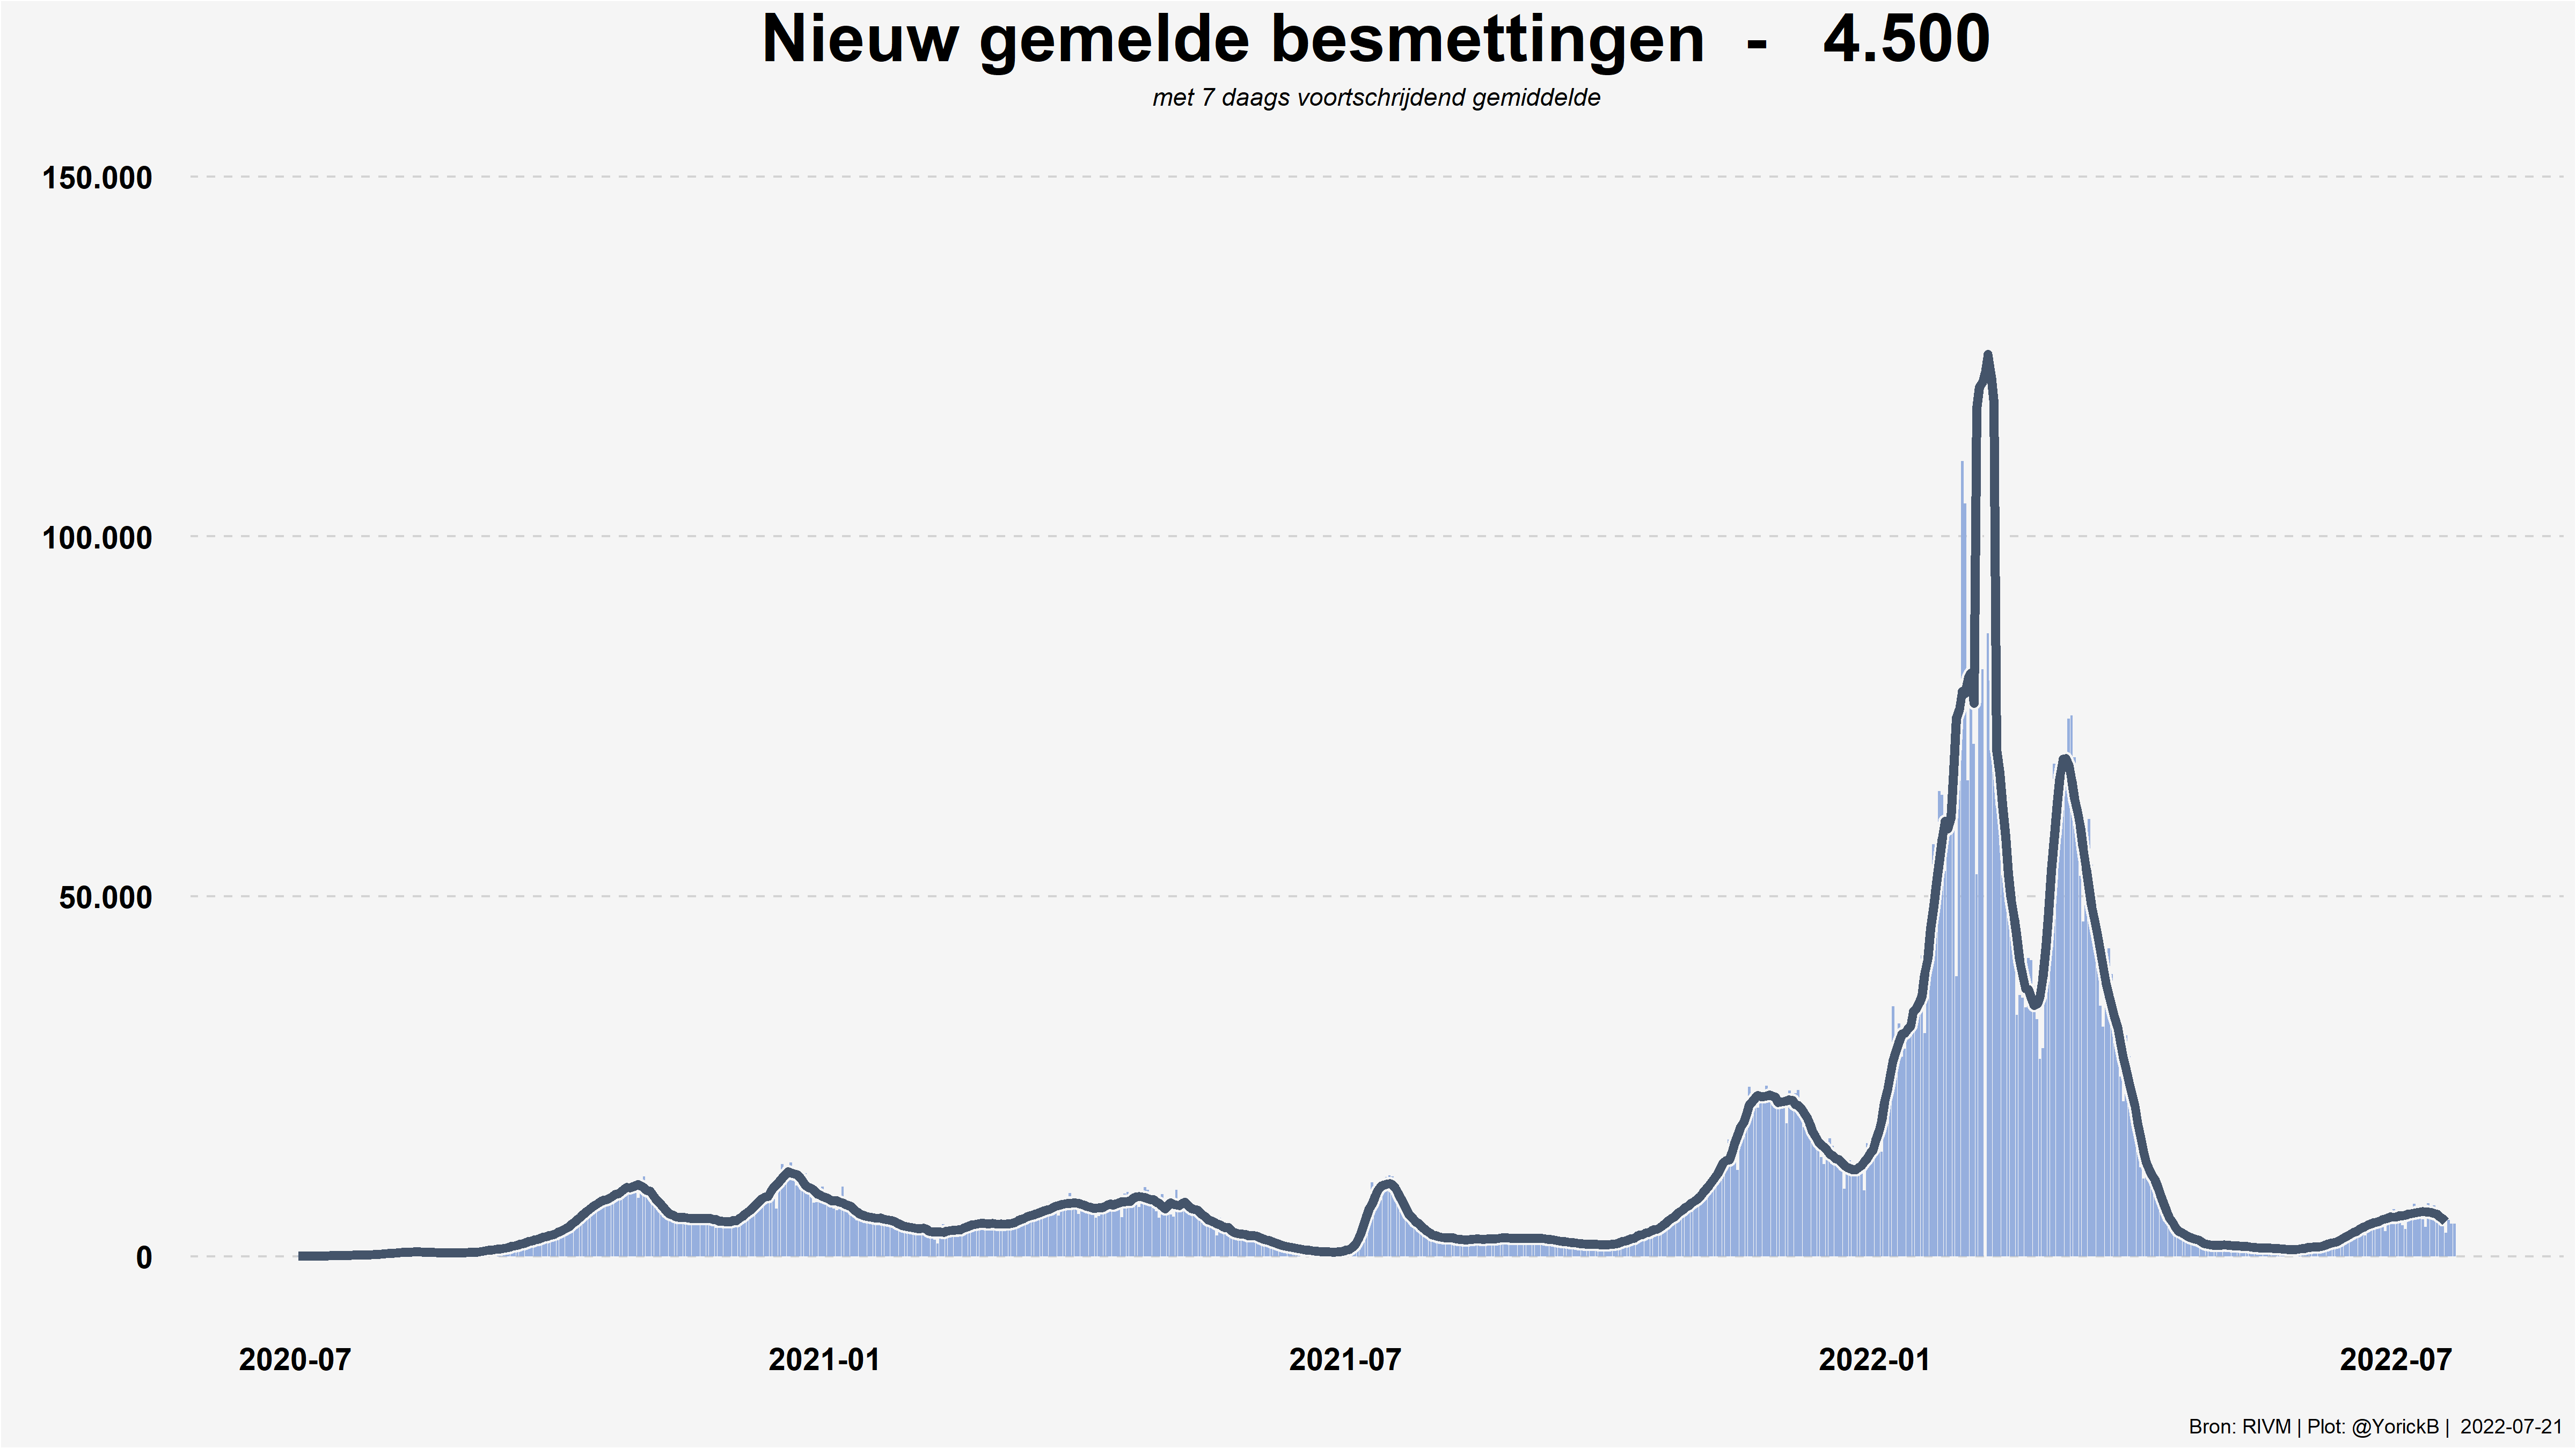 Nieuw gemelde besmettingen - 4.500
met 7 daags voortschrijdend gemiddelde
150.000
100.000
50.000
0
2020-07 2021-01 2021-07 2022-01 2022-07
Bron: RIVM | Plot: @YorickB | 2022-07-21